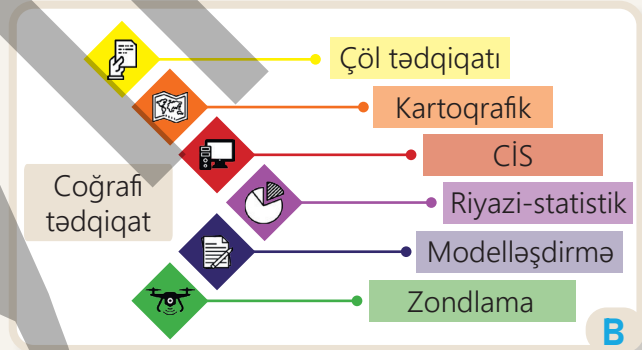 Çöl tədqiqatı
Kartoqrafik
CİS
Coğrafi
tədqiqat
Riyazi-statistik
Modelləşdirmə
Zondlama
B